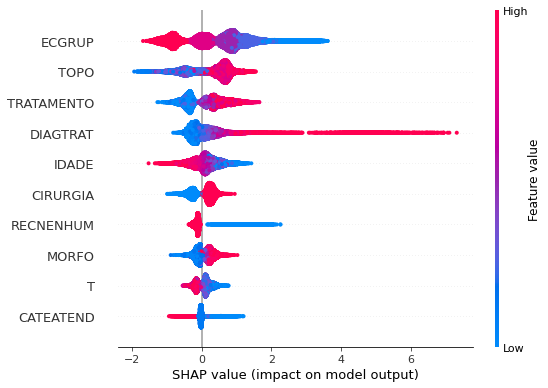 High
ECGRUP
TOPO
TRATAMENTO
DIAGTRAT
IDADE
CIRURGIA
RECNENHUM
MORFO
T
CATEATEND
Feature value
Low
−2 0 2 4 6
SHAP value (impact on model output)